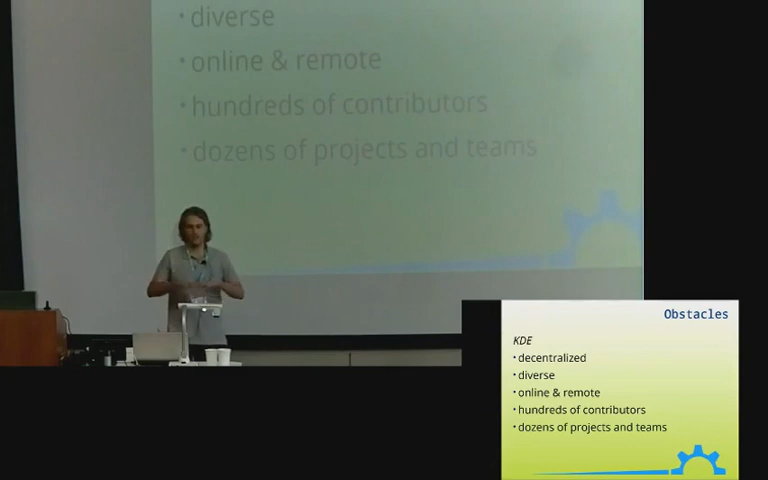 • diverse
• online & remote
• hundreds of contributors
• dozens of projects and teams
Obstacles
KDE
• decentralized
• diverse
• online & remote
• hundreds of contributors
• dozens of projects and teams